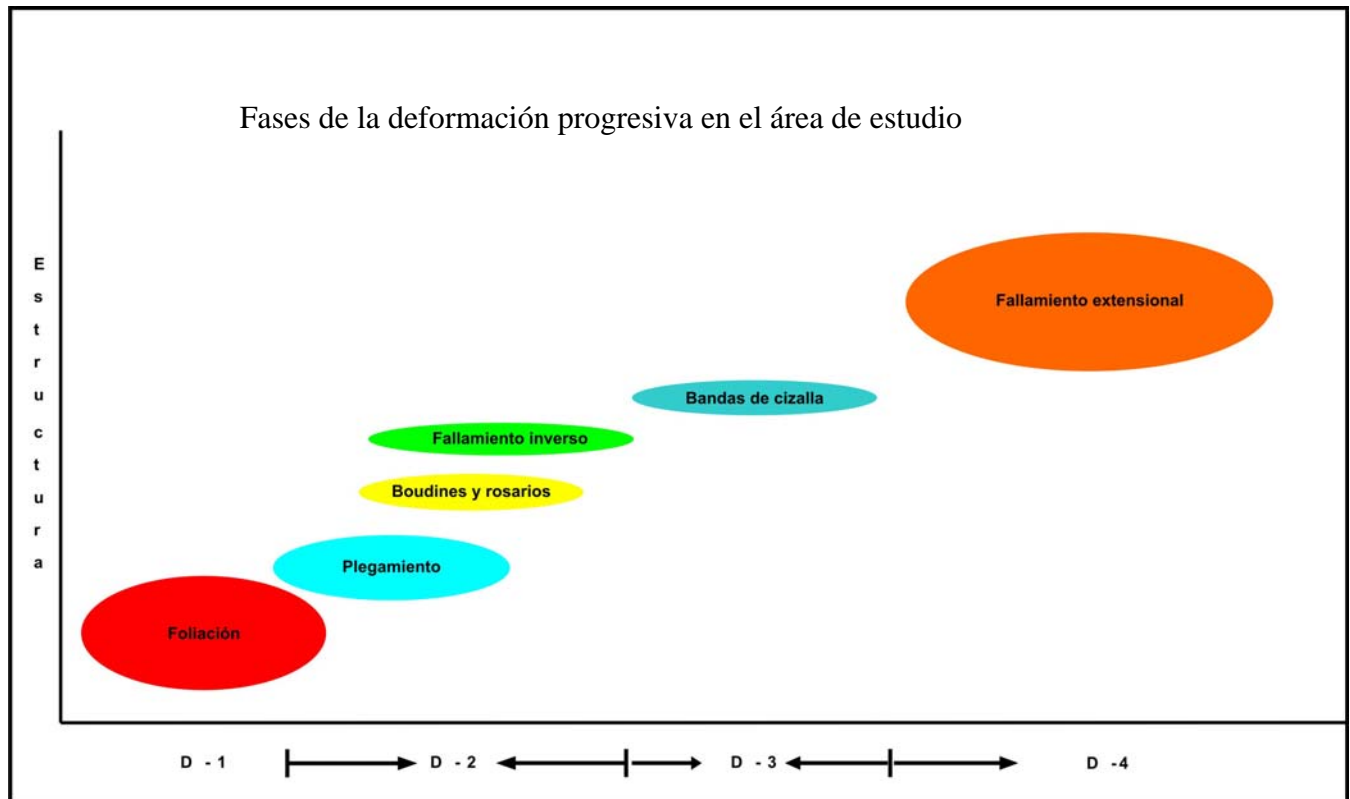 Fases de la deformación progresiva en el área de estudio
Estructura
Fallamiento extensional
Bandas de cizalla
Fallamiento inverso
Boudines y rosarios
Plegamiento
Foliación
D - 1 D - 2 D - 3 D - 4